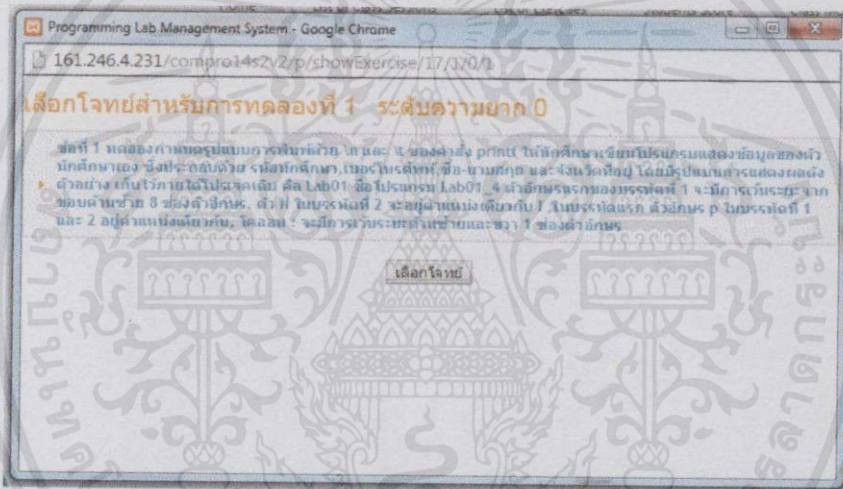 Programming Lab Management System - Google Chrome
161.246.4.231/compro14s2v2/p/showExercise/17/1/0/1
เลือกโจทย์สำหรับการทดลองที่ 1 ระดับความยาก 0
ข้อที่ 1 ทดลองกำหนดรูปแบบการพิมพ์ด้วย \n และ \t ของคำสั่ง printf ให้นักศึกษาเขียนโปรแกรมแสดงข้อมูลของตัว
นักศึกษาเอง ซึ่งประกอบด้วย รหัสนักศึกษา,เบอร์โทรศัพท์,ชื่อ-นามสกุล และจังหวัดที่อยู่ โดยมีรูปแบบการแสดงผลดัง
ตัวอย่าง เก็บไว้ภายใต้โปรเจคเดิม คือ Lab01 ชื่อโปรแกรม Lab01_4 ตัวอักษรแรกของบรรทัดที่ 1 จะมีการเว้นระยะจาก
ขอบด้านซ้าย 8 ช่องตัวอักษร, ตัว N ในบรรทัดที่ 2 จะอยู่ตำแหน่งเดียวกับ I ในบรรทัดแรก ตัวอักษร p ในบรรทัดที่ 1
และ 2 อยู่ตำแหน่งเดียวกัน, โคลอน : จะมีการเว้นระยะด้านซ้ายและขวา 1 ช่องตัวอักษร
เลือกโจทย์